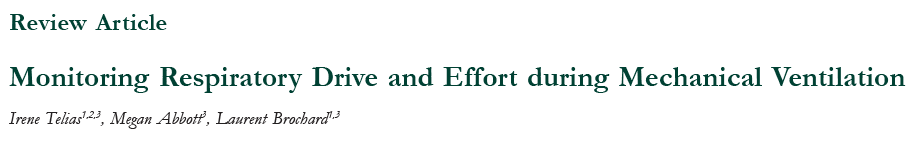 Review Article
Monitoring Respiratory Drive and Effort during Mechanical Ventilation
Irene Telias1,2,3, Megan Abbott3, Laurent Brochard1,3